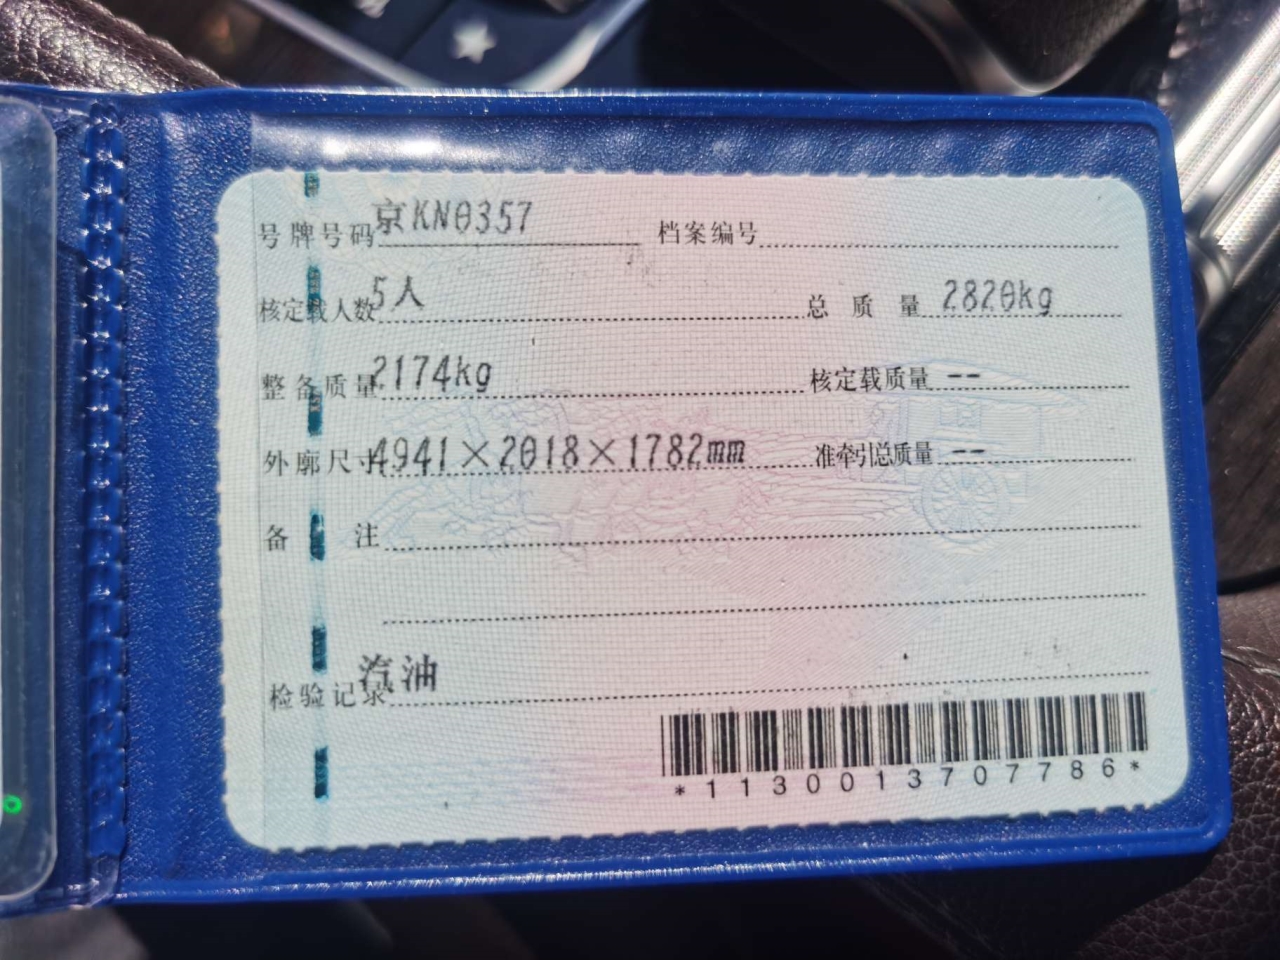 号牌号码 京KN0357 档案编号
核定载人数 5人 总质量 2820kg
整备质量 2174kg 核定载质量 --
外廓尺寸 4941×2018×1782mm 准牵引总质量 --
备注
检验记录 汽油
*1130013707786*